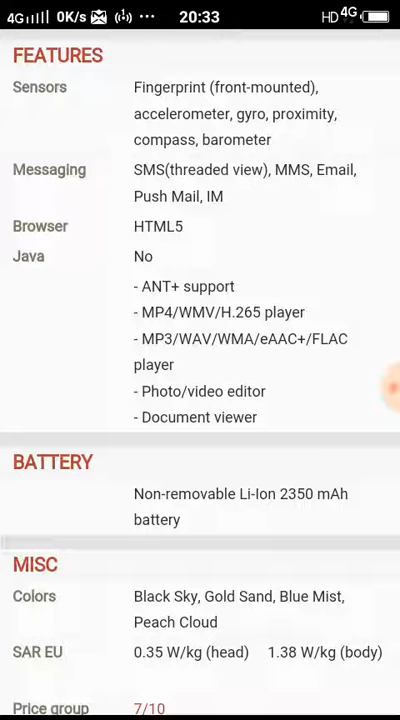 4G 0K/s ... 20:33 HD 4G
FEATURES
Sensors Fingerprint (front-mounted),
accelerometer, gyro, proximity,
compass, barometer
Messaging SMS(threaded view), MMS, Email,
Push Mail, IM
Browser HTML5
Java No
- ANT+ support
- MP4/WMV/H.265 player
- MP3/WAV/WMA/eAAC+/FLAC
player
- Photo/video editor
- Document viewer
BATTERY
Non-removable Li-Ion 2350 mAh
battery
MISC
Colors Black Sky, Gold Sand, Blue Mist,
Peach Cloud
SAR EU 0.35 W/kg (head) 1.38 W/kg (body)
Price group 7/10